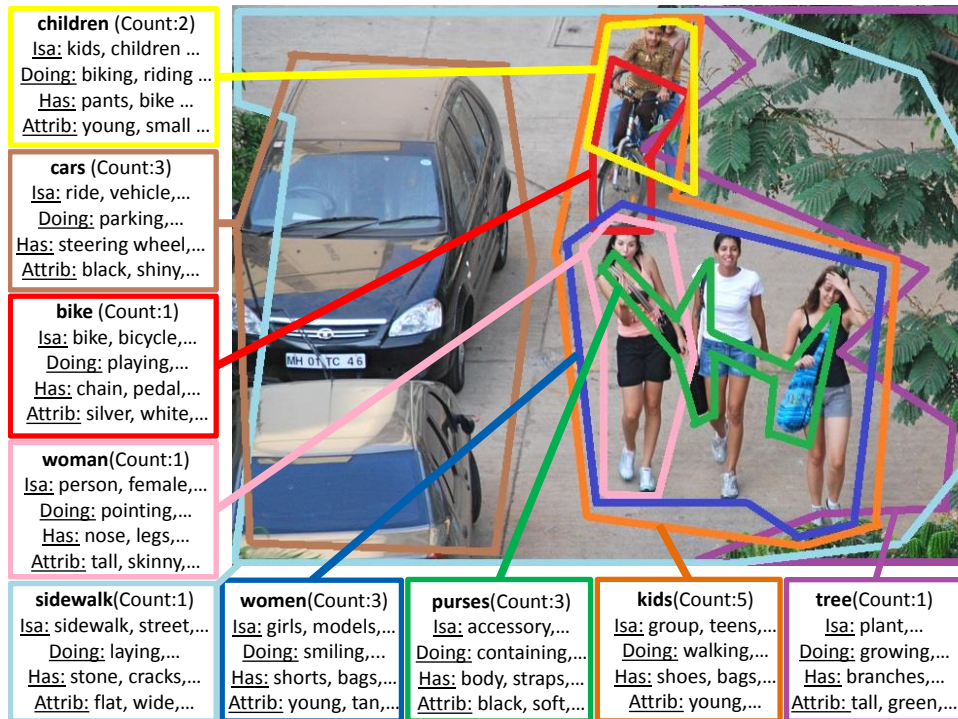 children (Count:2)
Isa: kids, children ...
Doing: biking, riding ...
Has: pants, bike ...
Attrib: young, small ...
cars (Count:3)
Isa: ride, vehicle,...
Doing: parking,...
Has: steering wheel,...
Attrib: black, shiny,...
bike (Count:1)
Isa: bike, bicycle,...
Doing: playing,...
Has: chain, pedal,...
Attrib: silver, white,...
woman(Count:1)
Isa: person, female,...
Doing: pointing,...
Has: nose, legs,...
Attrib: tall, skinny,...
MH 01 TC 46
sidewalk(Count:1)
Isa: sidewalk, street,...
Doing: laying,...
Has: stone, cracks,...
Attrib: flat, wide,...
women(Count:3)
Isa: girls, models,...
Doing: smiling,...
Has: shorts, bags,...
Attrib: young, tan,...
purses(Count:3)
Isa: accessory,...
Doing: containing,...
Has: body, straps,...
Attrib: black, soft,...
kids(Count:5)
Isa: group, teens,...
Doing: walking,...
Has: shoes, bags,...
Attrib: young,...
tree(Count:1)
Isa: plant,...
Doing: growing,...
Has: branches,...
Attrib: tall, green,...